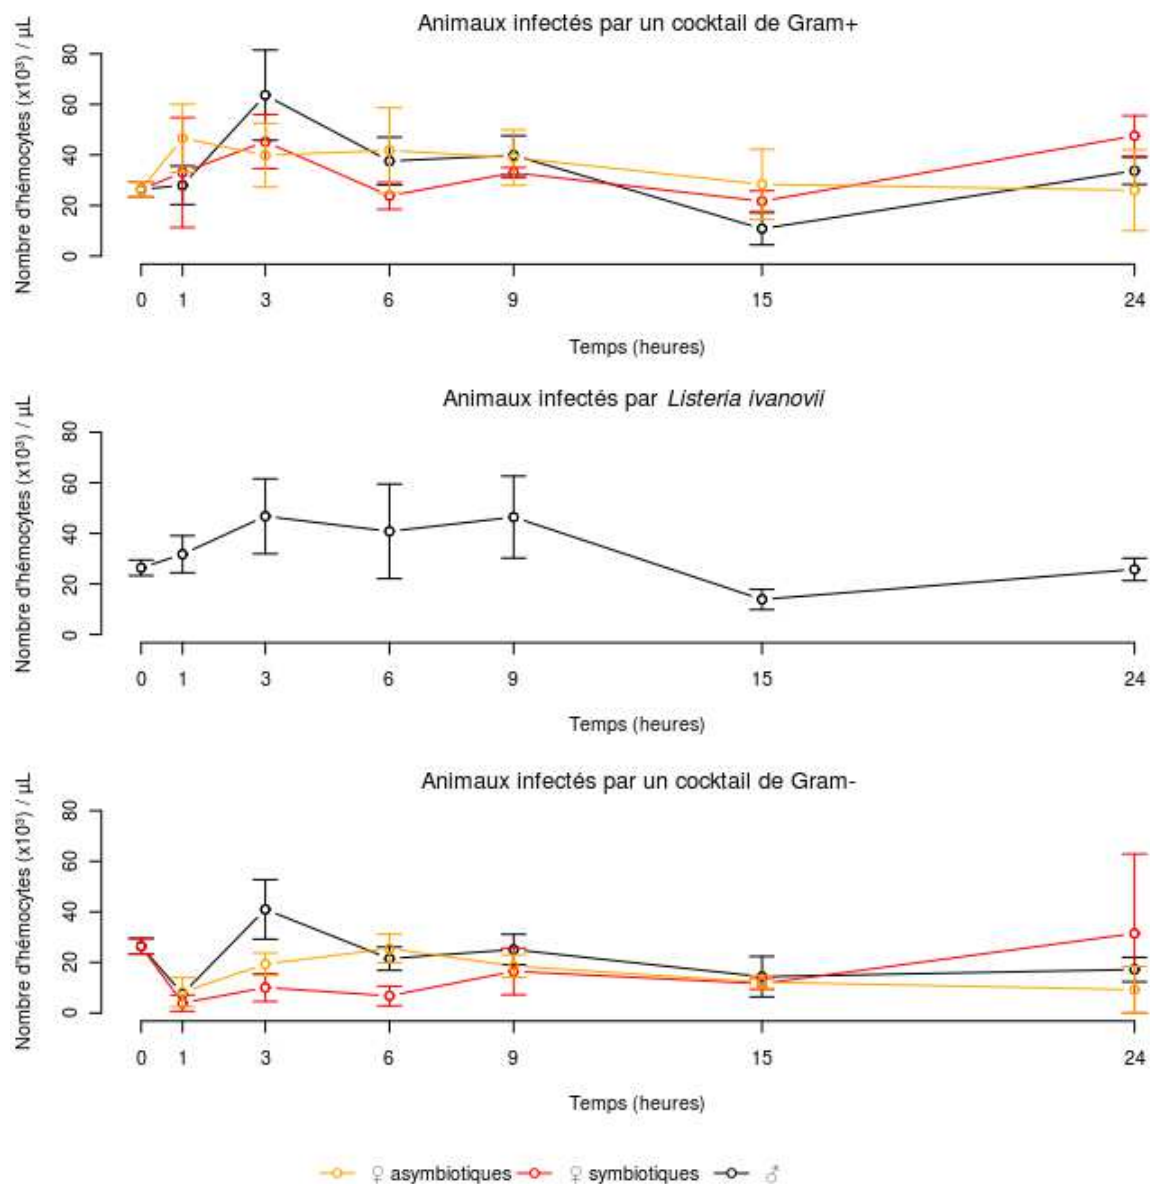 Animaux infectés par un cocktail de Gram+
Nombre d'hémocytes (x10³) / µL
80
60
40
20
0
0 1 3 6 9 15 24
Temps (heures)
Animaux infectés par Listeria ivanovii
Nombre d'hémocytes (x10³) / µL
80
60
40
20
0
0 1 3 6 9 15 24
Temps (heures)
Animaux infectés par un cocktail de Gram-
Nombre d'hémocytes (x10³) / µL
80
60
40
20
0
0 1 3 6 9 15 24
Temps (heures)
♀ asymbiotiques ♀ symbiotiques ♂